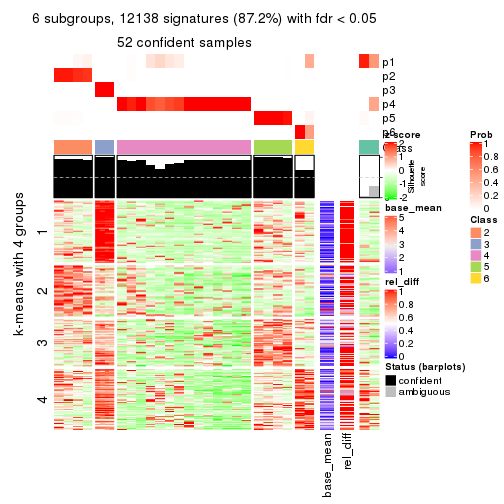 6 subgroups, 12138 signatures (87.2%) with fdr < 0.05
52 confident samples
p1
p2
p3
p4
p5
p6
Class
Silhouette
score
k-means with 4 groups
1
2
3
4
base_mean
rel_diff
z-score
2
1
0
-1
-2
base_mean
5
4
3
2
1
rel_diff
1
0.8
0.6
0.4
0.2
0
Status (barplots)
confident
ambiguous
Prob
1
0.8
0.6
0.4
0.2
0
Class
2
3
4
5
6